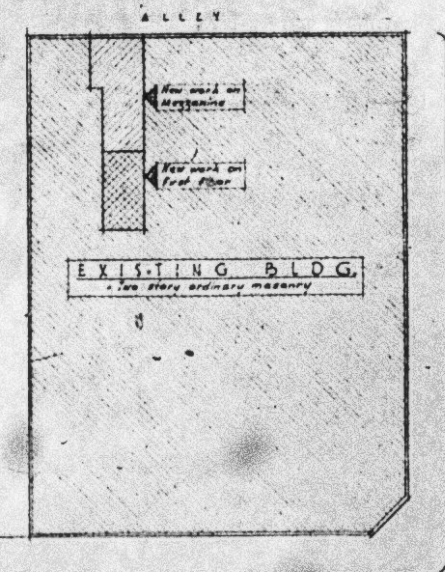 ALLEY
New work on
Mezzanine
New work on
First Floor
EXISTING BLDG.
Two story ordinary masonry